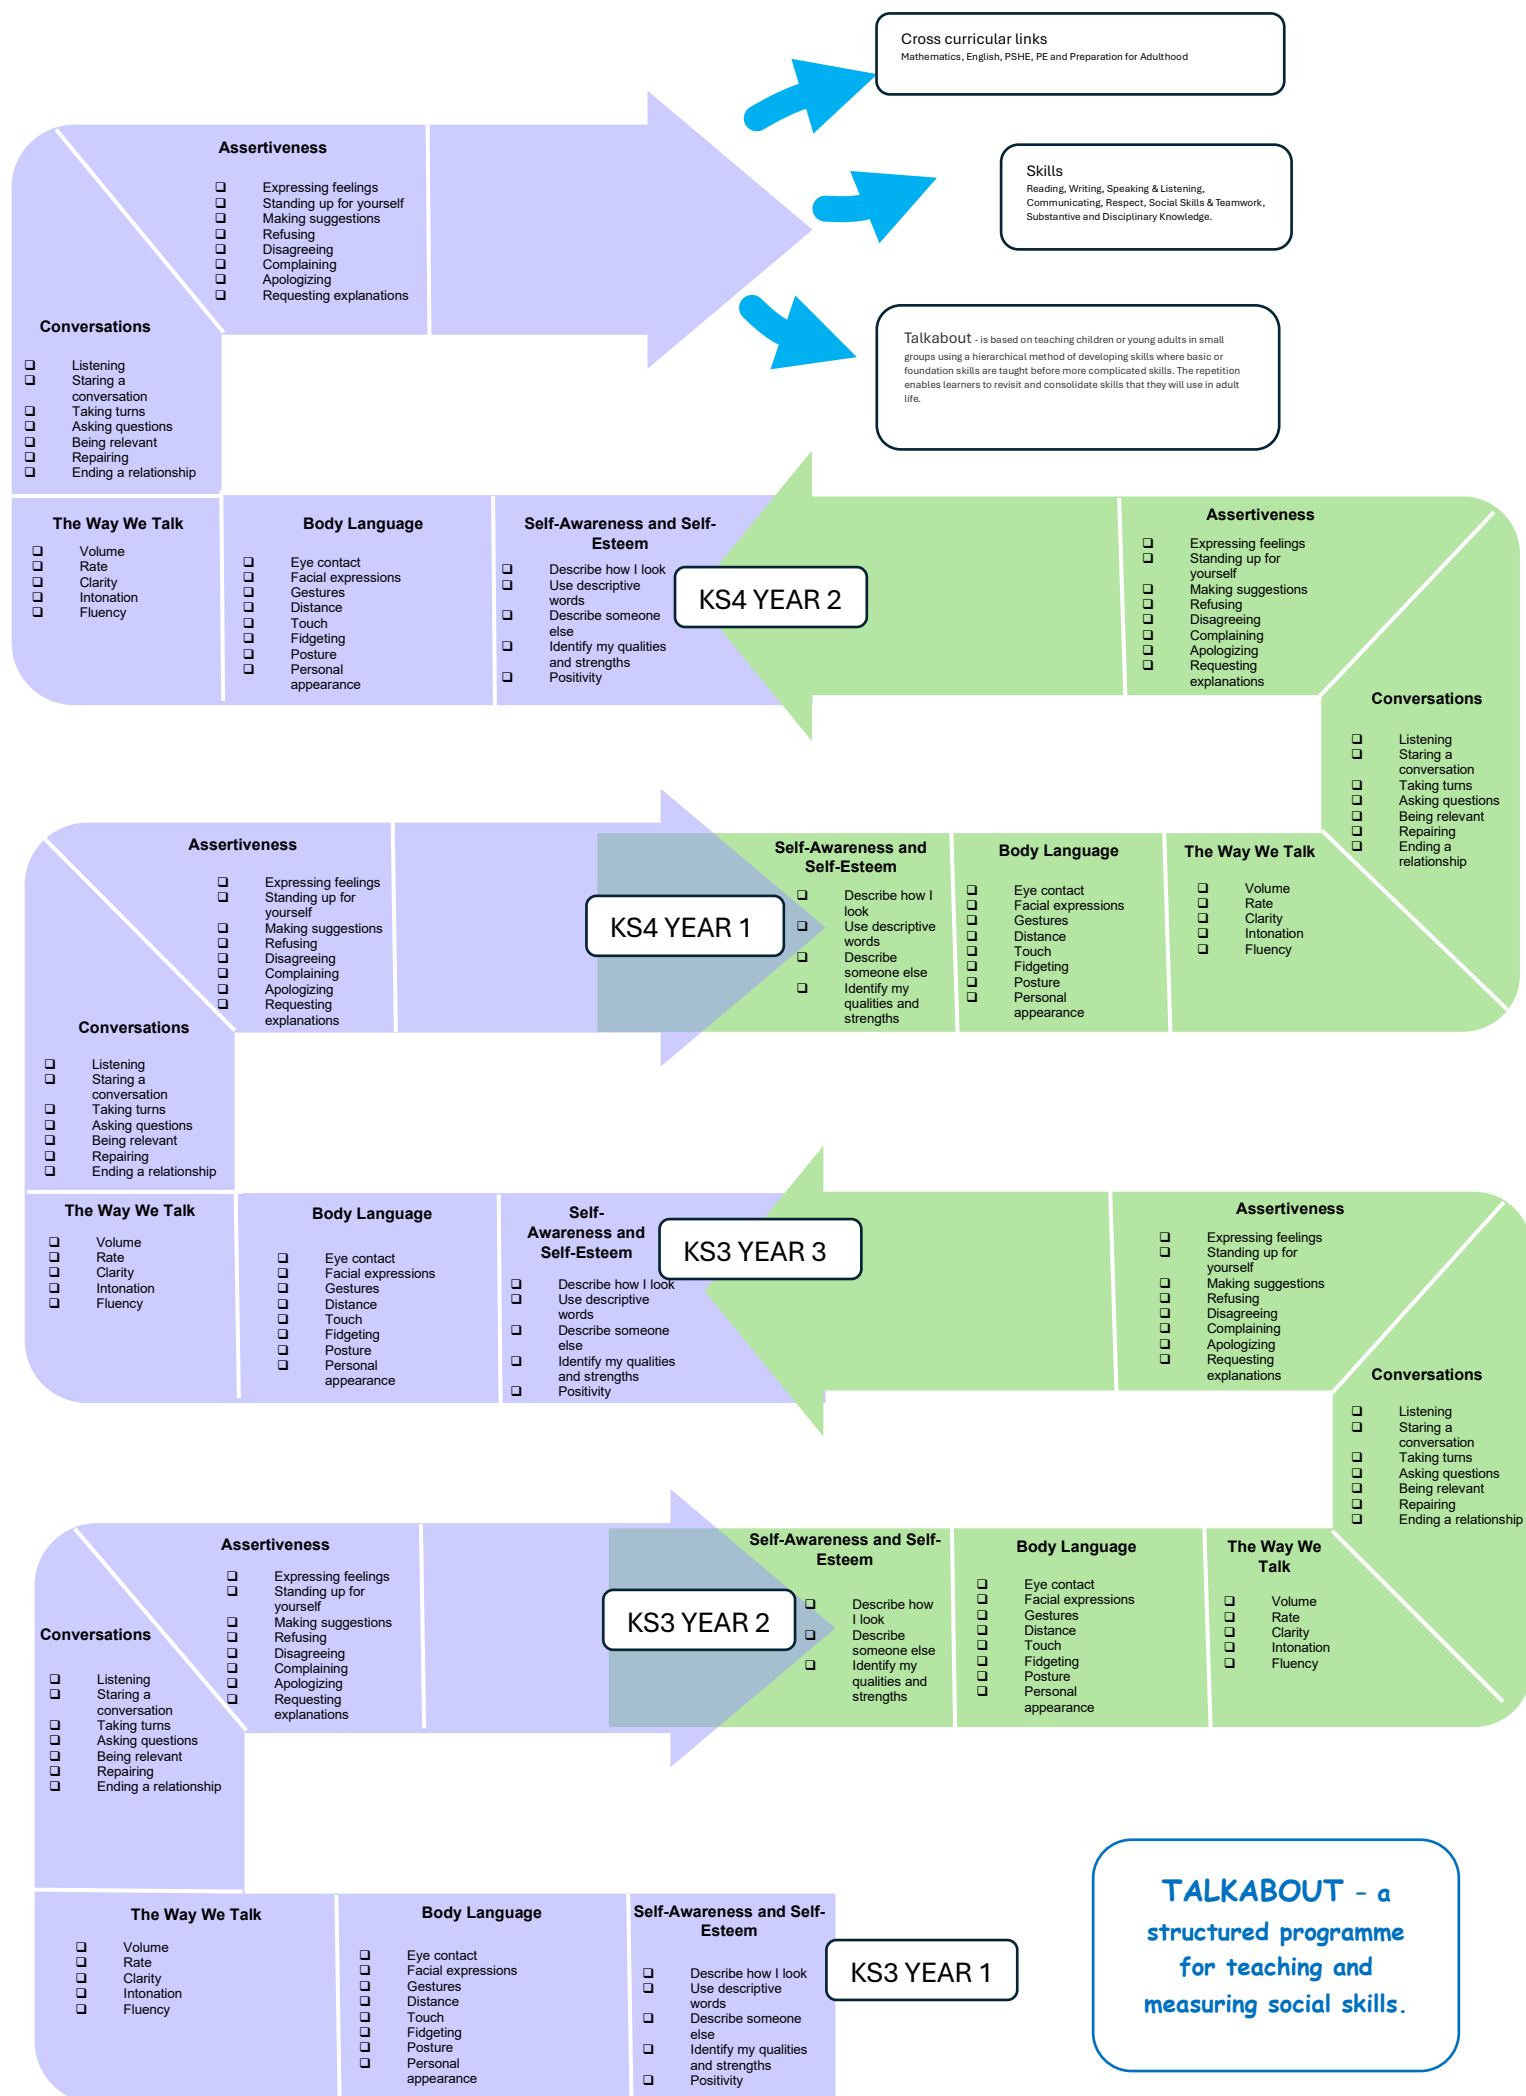 Cross curricular links
Mathematics, English, PSHE, PE and Preparation for Adulthood
Skills
Reading, Writing, Speaking & Listening,
Communicating, Respect, Social Skills & Teamwork,
Substantive and Disciplinary Knowledge.
Talkabout - is based on teaching children or young adults in small
groups using a hierarchical method of developing skills where basic or
foundation skills are taught before more complicated skills. The repetition
enables learners to revisit and consolidate skills that they will use in adult
life.
Assertiveness
Expressing feelings
Standing up for yourself
Making suggestions
Refusing
Disagreeing
Complaining
Apologizing
Requesting explanations
Conversations
Listening
Staring a
conversation
Taking turns
Asking questions
Being relevant
Repairing
Ending a relationship
The Way We Talk
Volume
Rate
Clarity
Intonation
Fluency
Body Language
Eye contact
Facial expressions
Gestures
Distance
Touch
Fidgeting
Posture
Personal
appearance
Self-Awareness and Self-
Esteem
Describe how I look
Use descriptive
words
Describe someone
else
Identify my qualities
and strengths
Positivity
KS4 YEAR 2
Assertiveness
Expressing feelings
Standing up for
yourself
Making suggestions
Refusing
Disagreeing
Complaining
Apologizing
Requesting
explanations
Conversations
Listening
Staring a
conversation
Taking turns
Asking questions
Being relevant
Repairing
Ending a
relationship
Assertiveness
Expressing feelings
Standing up for
yourself
Making suggestions
Refusing
Disagreeing
Complaining
Apologizing
Requesting
explanations
KS4 YEAR 1
Self-Awareness and
Self-Esteem
Describe how I
look
Use descriptive
words
Describe
someone else
Identify my
qualities and
strengths
Body Language
Eye contact
Facial expressions
Gestures
Distance
Touch
Fidgeting
Posture
Personal
appearance
The Way We Talk
Volume
Rate
Clarity
Intonation
Fluency
Conversations
Listening
Staring a
conversation
Taking turns
Asking questions
Being relevant
Repairing
Ending a relationship
The Way We Talk
Volume
Rate
Clarity
Intonation
Fluency
Body Language
Eye contact
Facial expressions
Gestures
Distance
Touch
Fidgeting
Posture
Personal
appearance
Self-
Awareness and
Self-Esteem
Describe how I look
Use descriptive
words
Describe someone
else
Identify my qualities
and strengths
Positivity
KS3 YEAR 3
Assertiveness
Expressing feelings
Standing up for
yourself
Making suggestions
Refusing
Disagreeing
Complaining
Apologizing
Requesting
explanations
Conversations
Listening
Staring a
conversation
Taking turns
Asking questions
Being relevant
Repairing
Ending a relationship
Assertiveness
Expressing feelings
Standing up for
yourself
Making suggestions
Refusing
Disagreeing
Complaining
Apologizing
Requesting
explanations
KS3 YEAR 2
Self-Awareness and Self-
Esteem
Describe how
I look
Describe
someone else
Identify my
qualities and
strengths
Body Language
Eye contact
Facial expressions
Gestures
Distance
Touch
Fidgeting
Posture
Personal
appearance
The Way We
Talk
Volume
Rate
Clarity
Intonation
Fluency
Conversations
Listening
Staring a
conversation
Taking turns
Asking questions
Being relevant
Repairing
Ending a relationship
The Way We Talk
Volume
Rate
Clarity
Intonation
Fluency
Body Language
Eye contact
Facial expressions
Gestures
Distance
Touch
Fidgeting
Posture
Personal
appearance
Self-Awareness and Self-
Esteem
Describe how I look
Use descriptive
words
Describe someone
else
Identify my qualities
and strengths
Positivity
KS3 YEAR 1
TALKABOUT - a
structured programme
for teaching and
measuring social skills.